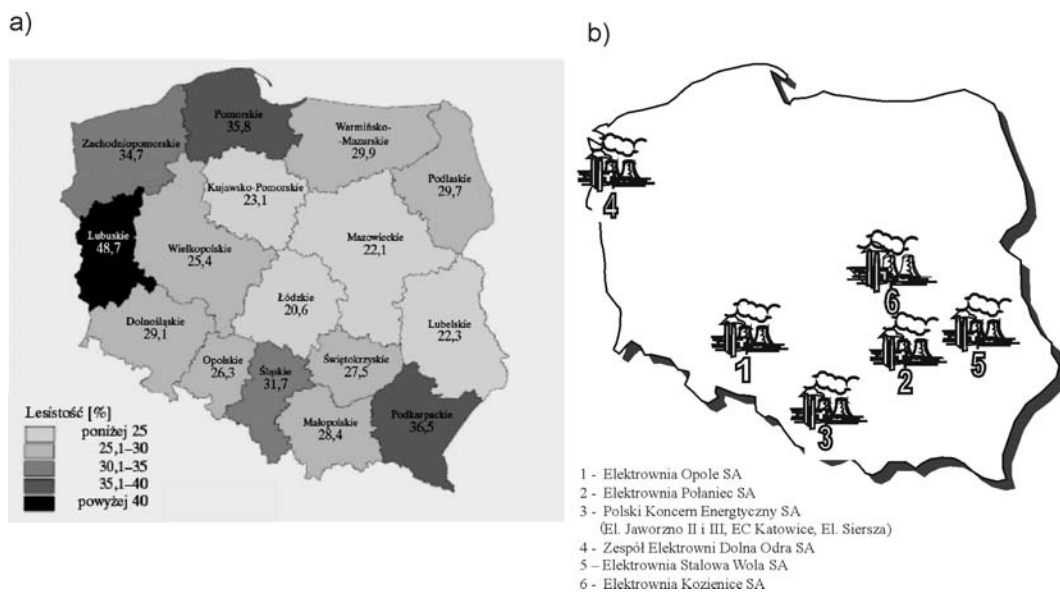 a)
Pomorskie
35,8
Zachodniopomorskie
34,7
Warmińsko-
-Mazurskie
29,9
Podlaskie
29,7
Kujawsko-Pomorskie
23,1
Lubuskie
48,7
Wielkopolskie
25,4
Mazowieckie
22,1
Łódzkie
20,6
Lubelskie
22,3
Dolnośląskie
29,1
Opolskie
26,3
Śląskie
31,7
Świętokrzyskie
27,5
Małopolskie
28,4
Podkarpackie
36,5
Lesistość [%]
poniżej 25
25,1–30
30,1–35
35,1–40
powyżej 40
b)
4
6
1
2
5
3
1 - Elektrownia Opole SA
2 - Elektrownia Połaniec SA
3 - Polski Koncern Energtyczny SA
(El. Jaworzno II i III, EC Katowice, El. Siersza)
4 - Zespół Elektrowni Dolna Odra SA
5 – Elektrownia Stalowa Wola SA
6 - Elektrownia Kozienice SA